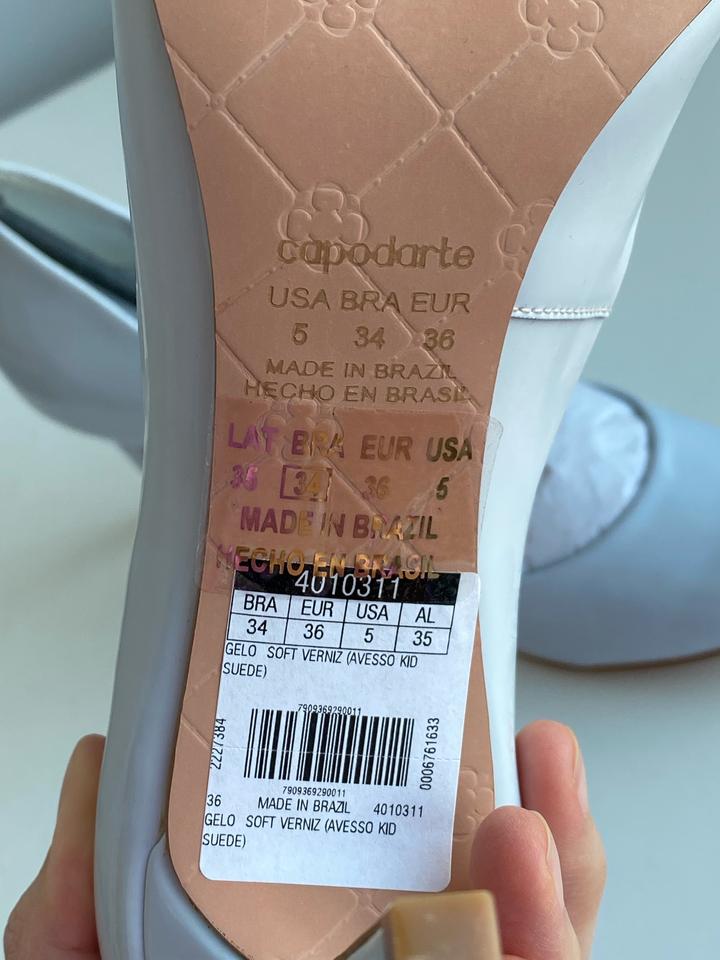 capodarte
USA BRA EUR
5 34 36
MADE IN BRAZIL
HECHO EN BRASIL
LAT BRA EUR USA
35 34 36 5
MADE IN BRAZIL
HECHO EN BRASIL
4010311
BRA EUR USA AL
34 36 5 35
GELO SOFT VERNIZ (AVESSO KID
SUEDE)
7909369290011
2227384
0006761633
7909369290011
36 MADE IN BRAZIL 4010311
GELO SOFT VERNIZ (AVESSO KID
SUEDE)